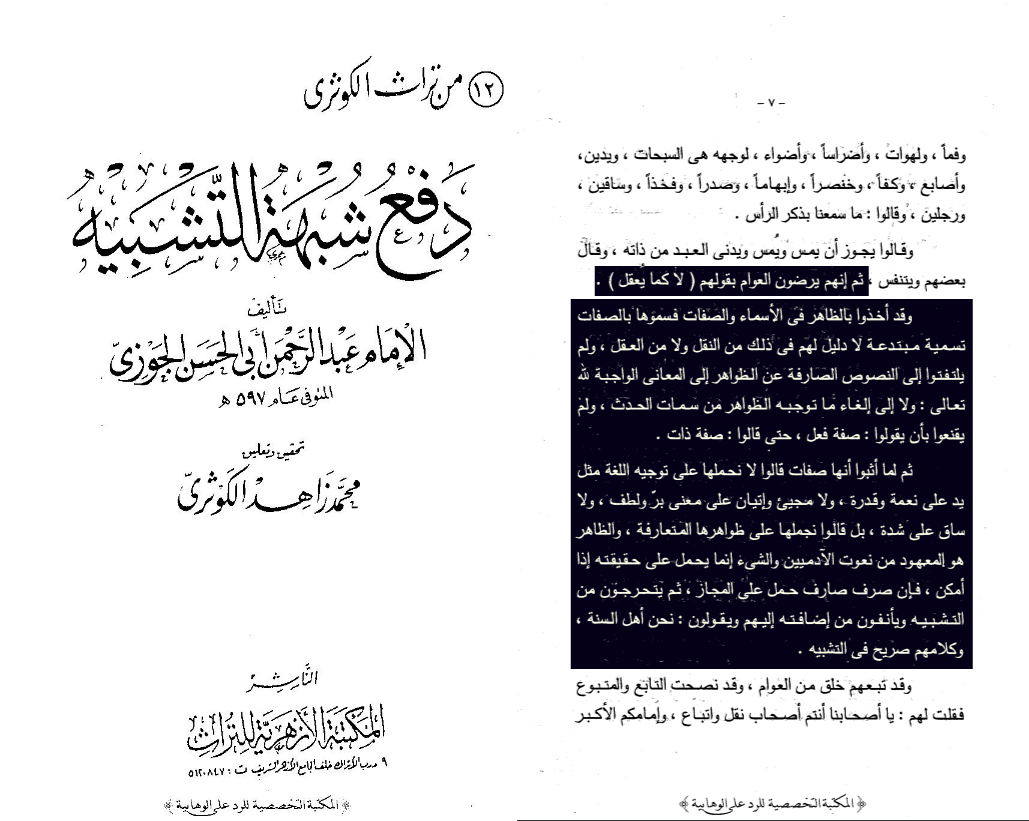 ١٢ من تراث الكوثرى
دفع شبهة التشبيه
تأليف
الإمام عبد الرحمن أبى الحسن الجوزىّ
المتوفى عام ٥٩٧ هـ
تحقيق وتعليق
محمد زاهد الكوثرىّ
الناشر
المكتبة الأزهرية للتراث
٩ درب الأتراك خلف الجامع الأزهر الشريف ت : ٥١٢٠٨٤٧
﴿المكتبة التخصصية للرد على الوهابية﴾
– ٧ –
وفماً ، ولهوات ، وأضراساً ، وأضواء ، لوجهه هى السبحات ، ويدين،
وأصابع ، وكفاً ، وخنصراً ، وإبهاماً ، وصدراً ، وفخذاً ، وساقين ،
ورجلين ، وقالوا : ما سمعنا بذكر الرأس .
وقالوا يجوز أن يمس ويُمس ويدنى العبد من ذاته ، وقال
بعضهم ويتنفس ، ثم إنهم يرضون العوام بقولهم ( لا كما يُعقل ) .
وقد أخذوا بالظاهر فى الأسماء والصفات فسموها بالصفات
تسمية مبتدعة لا دليل لهم فى ذلك من النقل ولا من العقل ، ولم
يلتفتوا إلى النصوص الصارفة عن الظواهر إلى المعانى الواجبة لله
تعالى : ولا إلى إلغاء ما توجبه الظواهر من سمات الحدث ، ولم
يقنعوا بأن يقولوا : صفة فعل ، حتى قالوا : صفة ذات .
ثم لما أثبوا أنها صفات قالوا لا نحملها على توجيه اللغة مثل
يد على نعمة وقدرة ، ولا مجيئ وإتيان على معنى برّ ولطف ، ولا
ساق على شدة ، بل قالوا نحملها على ظواهرها المتعارفة ، والظاهر
هو المعهود من نعوت الآدميين والشىء إنما يحمل على حقيقته إذا
أمكن ، فإن صرف صارف حمل على المجاز ، ثم يتحرجون من
التشبيه ويأنفون من إضافته إليهم ويقولون : نحن أهل السنة ،
وكلامهم صريح فى التشبيه .
وقد تبعهم خلق من العوام ، وقد نصحت التابع والمتبوع
فقلت لهم : يا أصحابنا أنتم أصحاب نقل واتباع ، وإمامكم الأكبر
﴿المكتبة التخصصية للرد على الوهابية﴾